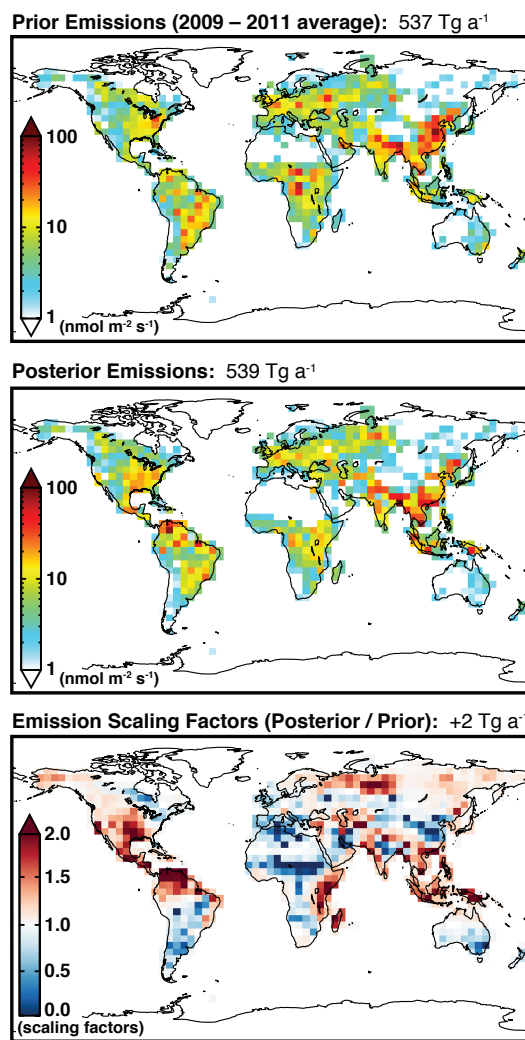 Prior Emissions (2009 – 2011 average): 537 Tg a⁻¹
100
10
1
(nmol m⁻² s⁻¹)
Posterior Emissions: 539 Tg a⁻¹
100
10
1
(nmol m⁻² s⁻¹)
Emission Scaling Factors (Posterior / Prior): +2 Tg a⁻¹
2.0
1.5
1.0
0.5
0.0
(scaling factors)